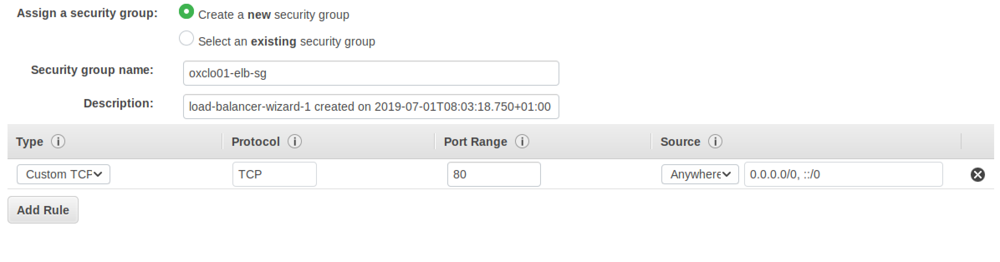 Assign a security group: Create a new security group
Select an existing security group
Security group name: oxclo01-elb-sg
Description: load-balancer-wizard-1 created on 2019-07-01T08:03:18.750+01:00
Type i Protocol i Port Range i Source i
Custom TCP TCP 80 Anywhere 0.0.0.0/0, ::/0
Add Rule